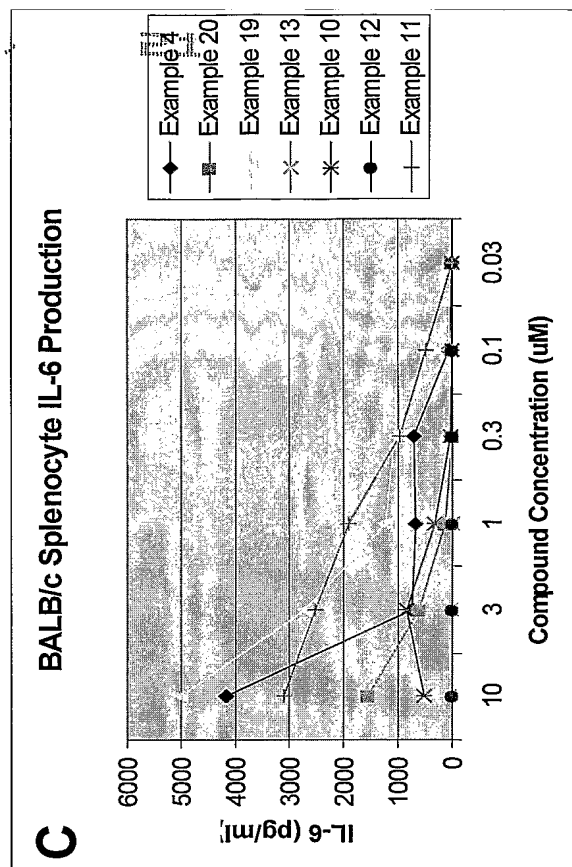 C
BALB/c Splenocyte IL-6 Production
IL-6 (pg/ml)
6000
5000
4000
3000
2000
1000
0
10
3
1
0.3
0.1
0.03
Compound Concentration (uM)
Example 4
Example 20
Example 19
Example 13
Example 10
Example 12
Example 11